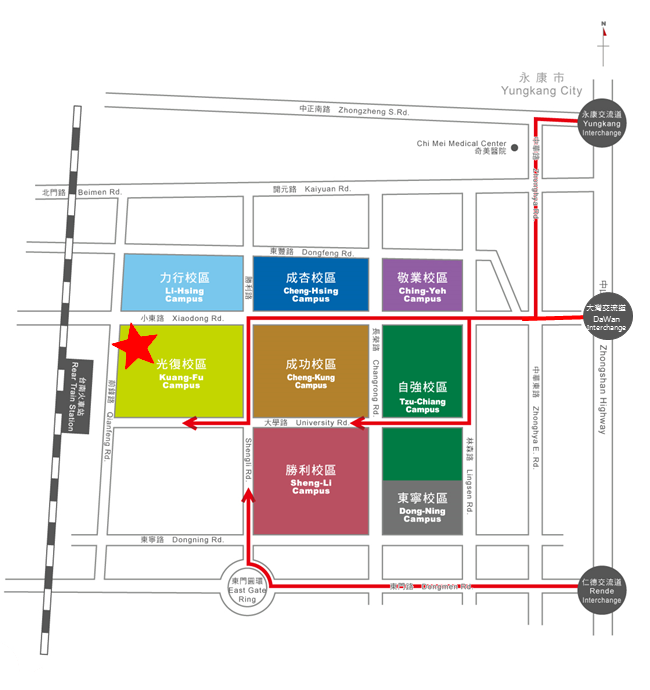 N
永康市
Yungkang City
中正南路 Zhongzheng S.Rd.
永康交流道
Yungkang
Interchange
Chi Mei Medical Center
奇美醫院
中華路 Zhonghua Rd.
北門路 Beimen Rd.
開元路 Kaiyuan Rd.
東豐路 Dongfeng Rd.
力行校區
Li-Hsing
Campus
勝利路
成杏校區
Cheng-Hsing
Campus
敬業校區
Ching-Yeh
Campus
大灣交流道
DaWan
Interchange
小東路 Xiaodong Rd.
光復校區
Kuang-Fu
Campus
成功校區
Cheng-Kung
Campus
長榮路 Changrong Rd.
自強校區
Tzu-Chiang
Campus
中華東路 Zhonghya E. Rd.
Zhongshan Highway
台南火車站
Rear Train Station
前鋒路 Qianfeng Rd.
大學路 University Rd.
Shengli Rd.
勝利校區
Sheng-Li
Campus
林森路 Lingsen Rd.
東寧校區
Dong-Ning
Campus
東寧路 Dongning Rd.
東門圓環
East Gate
Ring
東門路 Dongmen Rd
仁德交流道
Rende
Interchange